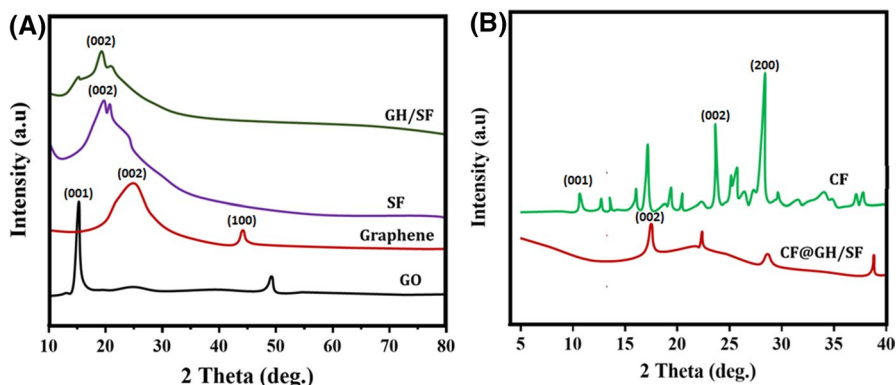 (A)
Intensity (a.u)
(002)
GH/SF
(002)
SF
(002)
(100)
Graphene
(001)
GO
10 20 30 40 50 60 70 80
2 Theta (deg.)
(B)
Intensity (a.u)
(200)
(002)
(001)
CF
(002)
CF@GH/SF
5 10 15 20 25 30 35 40
2 Theta (deg.)